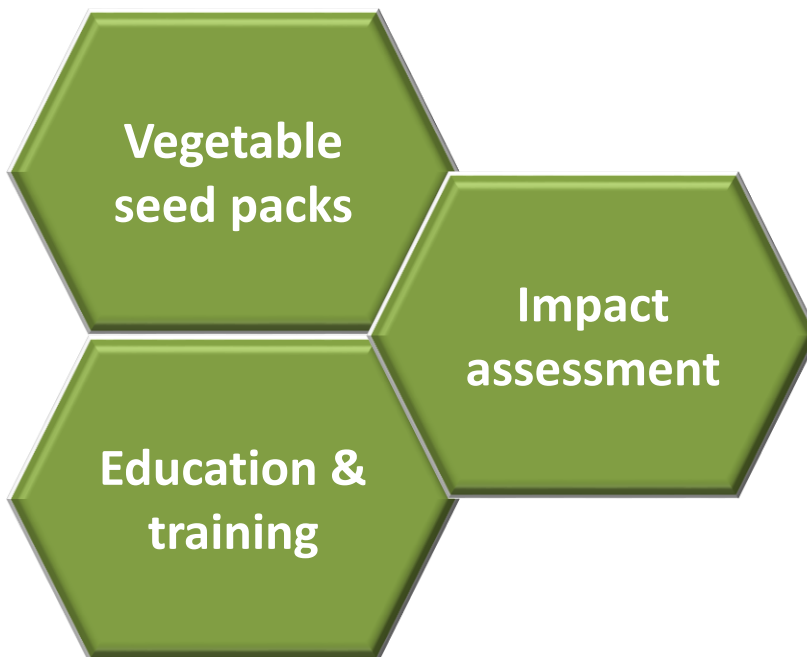 Vegetable
seed packs
Impact
assessment
Education &
training